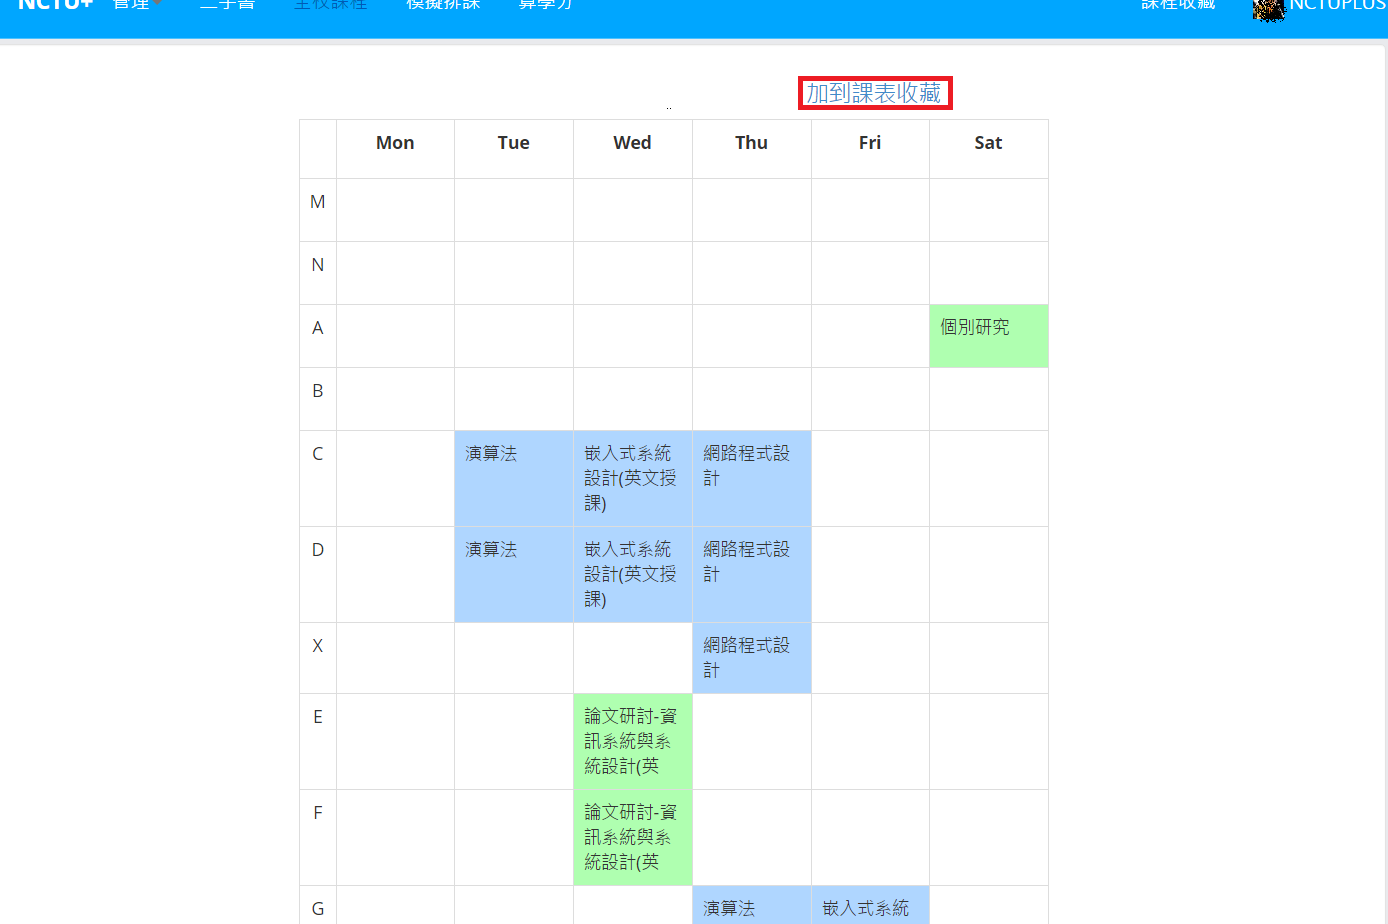 NCTU+ 管理 二手書 全校課程 模擬排課 算學分 課程收藏 NCTUPLUS
加到課表收藏
..
Mon Tue Wed Thu Fri Sat
M
N
A 個別研究
B
C 演算法 嵌入式系統 網路程式設
設計(英文授 計
課)
D 演算法 嵌入式系統 網路程式設
設計(英文授 計
課)
X 網路程式設
計
E 論文研討-資
訊系統與系
統設計(英
F 論文研討-資
訊系統與系
統設計(英
G 演算法 嵌入式系統